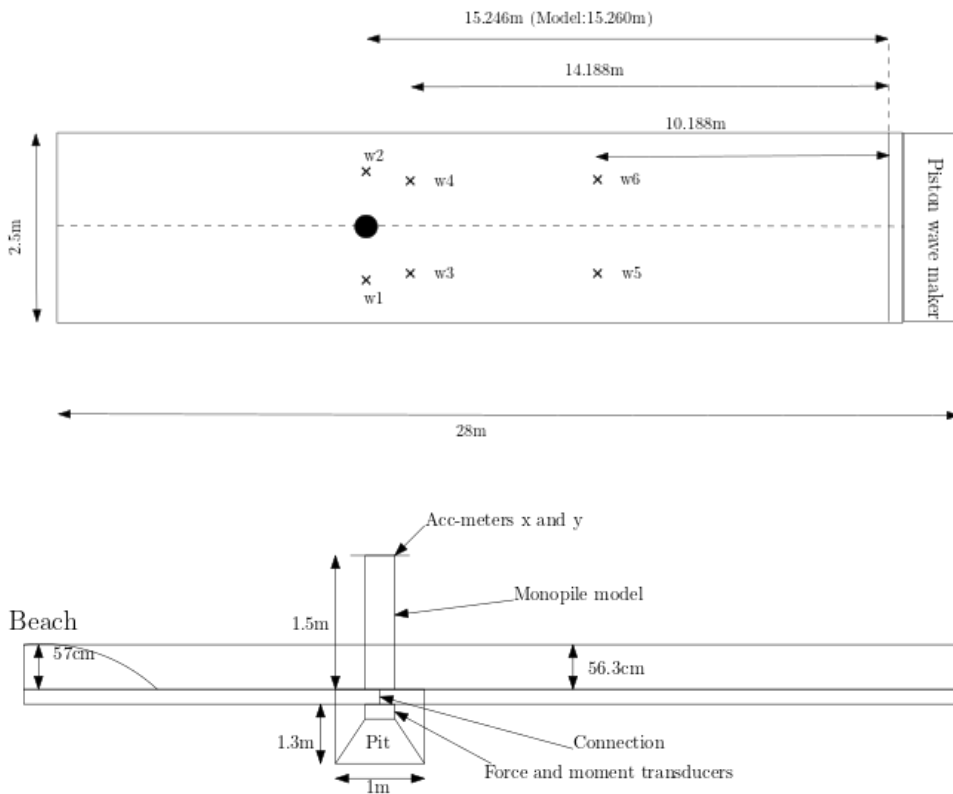 15.246m (Model:15.260m)
14.188m
10.188m
w2
w4
w6
Piston wave maker
2.5m
w3
w5
w1
28m
Acc-meters x and y
Monopile model
1.5m
Beach
57cm
56.3cm
1.3m
Pit
Connection
Force and moment transducers
1m